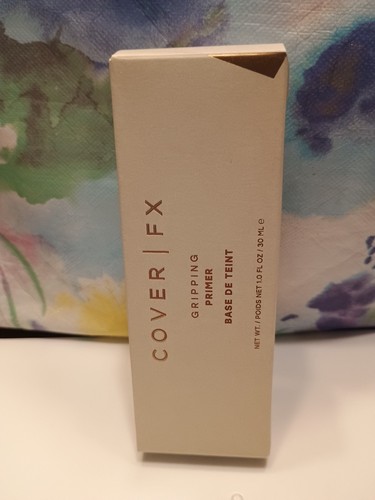 COVER | FX
GRIPPING
PRIMER
BASE DE TEINT
NET WT. / POIDS NET 1.0 FL OZ / 30 ML ℮